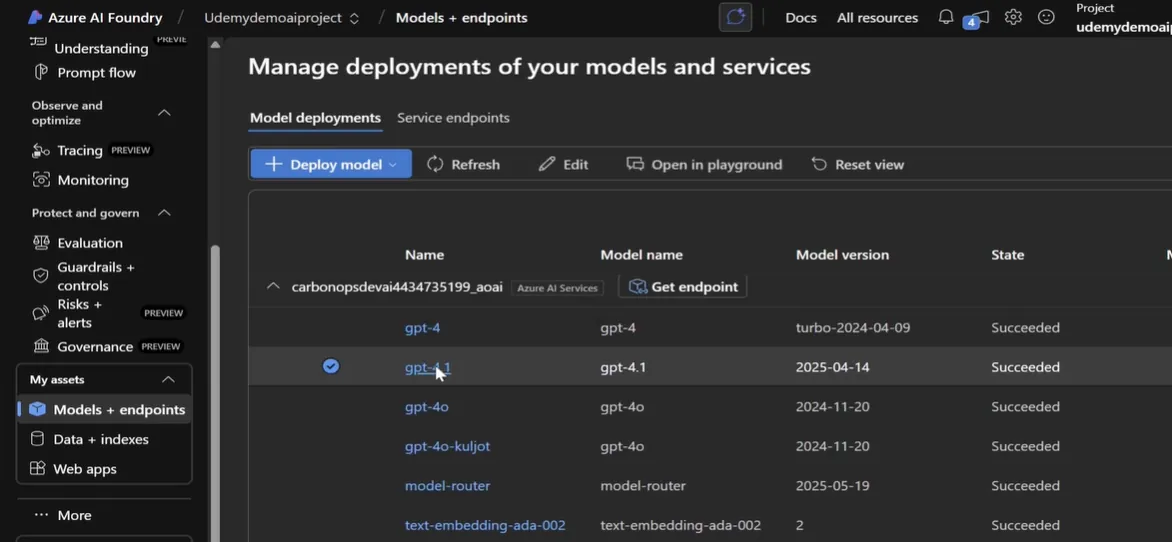 Azure AI Foundry / Udemydemoaiproject / Models + endpoints
4
Docs All resources
Project
Understanding
Prompt flow
Observe and
optimize
Tracing PREVIEW
Monitoring
Protect and govern
Evaluation
Guardrails +
controls
Risks +
alerts PREVIEW
Governance PREVIEW
My assets
Models + endpoints
Data + indexes
Web apps
More
Manage deployments of your models and services
Model deployments Service endpoints
Deploy model Refresh Edit Open in playground Reset view
Name Model name Model version State
carbonopsdevai4434735199_aoai Azure AI Services Get endpoint
gpt-4 gpt-4 turbo-2024-04-09 Succeeded
gpt-4.1 gpt-4.1 2025-04-14 Succeeded
gpt-4o gpt-4o 2024-11-20 Succeeded
gpt-4o-kuljot gpt-4o 2024-11-20 Succeeded
model-router model-router 2025-05-19 Succeeded
text-embedding-ada-002 text-embedding-ada-002 2 Succeeded